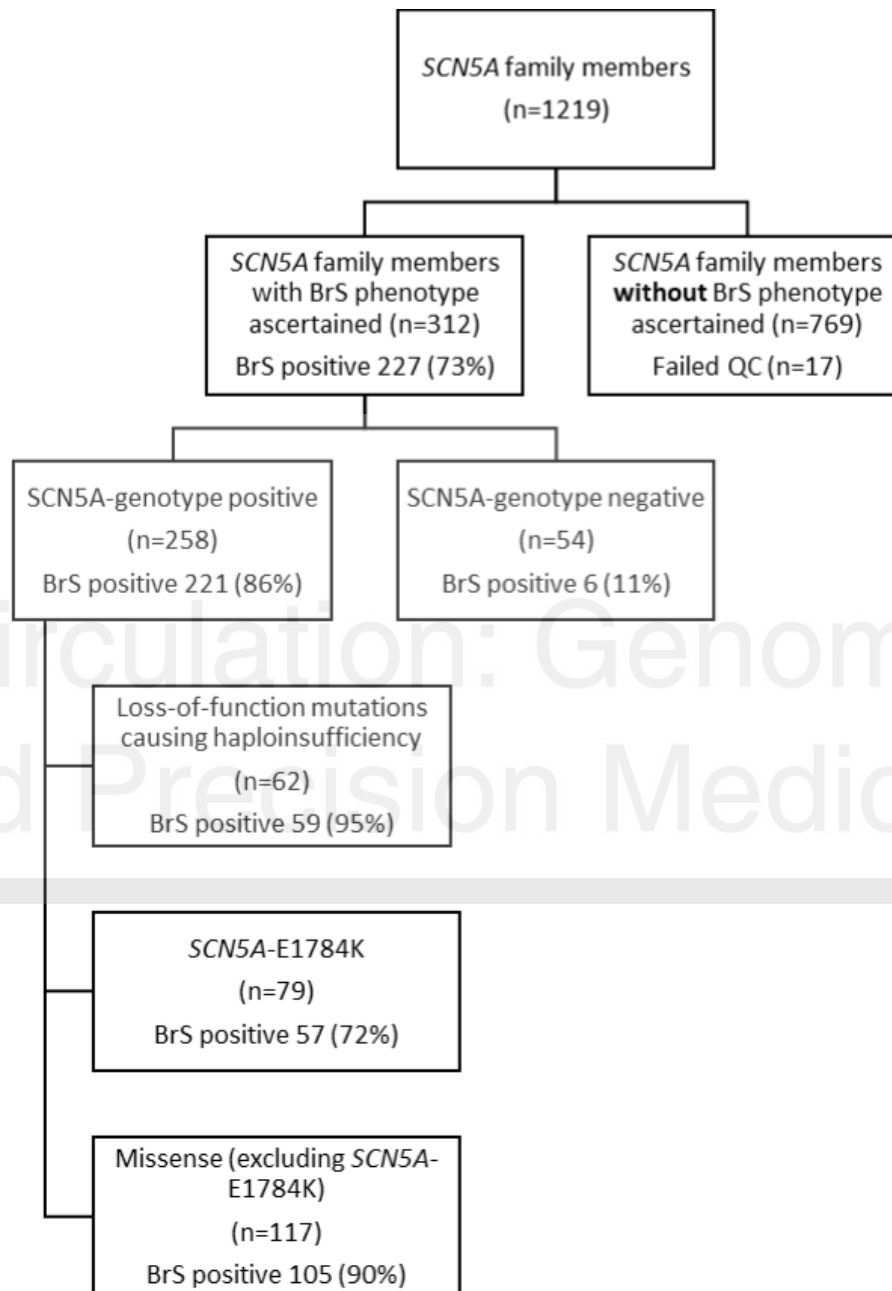 SCN5A family members
(n=1219)
SCN5A family members
with BrS phenotype
ascertained (n=312)
BrS positive 227 (73%)
SCN5A family members
without BrS phenotype
ascertained (n=769)
Failed QC (n=17)
SCN5A-genotype positive
(n=258)
BrS positive 221 (86%)
SCN5A-genotype negative
(n=54)
BrS positive 6 (11%)
irculation: Genom
Loss-of-function mutations
causing haploinsufficiency
(n=62)
BrS positive 59 (95%)
d Precision Medic
SCN5A-E1784K
(n=79)
BrS positive 57 (72%)
Missense (excluding SCN5A-
E1784K)
(n=117)
BrS positive 105 (90%)